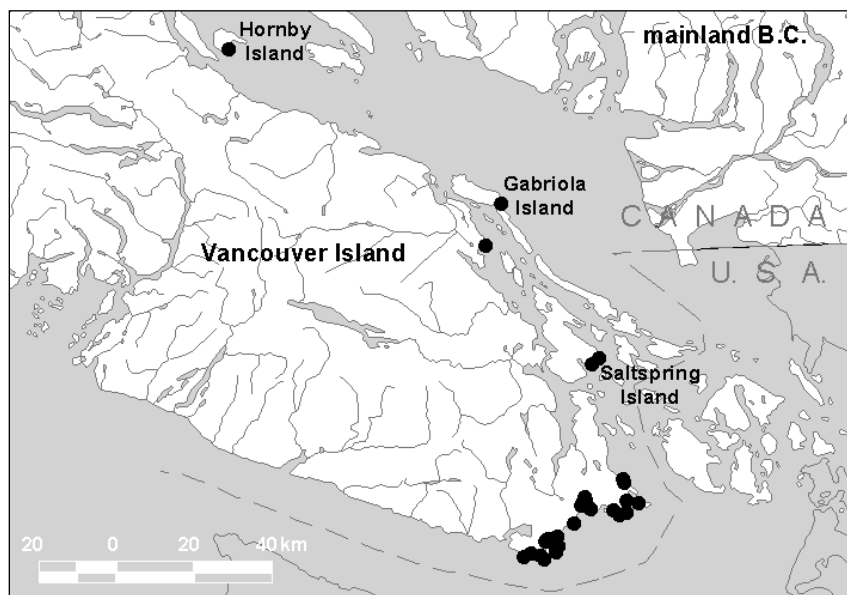 Hornby
Island
mainland B.C.
Gabriola
Island
CANADA
Vancouver Island
U.S.A.
Saltspring
Island
20 0 20 40 km